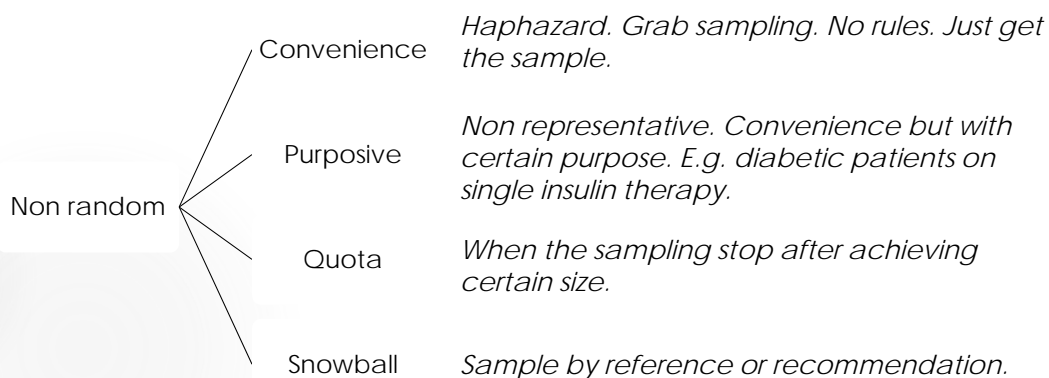 Convenience
Haphazard. Grab sampling. No rules. Just get
the sample.
Purposive
Non representative. Convenience but with
certain purpose. E.g. diabetic patients on
single insulin therapy.
Non random
Quota
When the sampling stop after achieving
certain size.
Snowball
Sample by reference or recommendation.